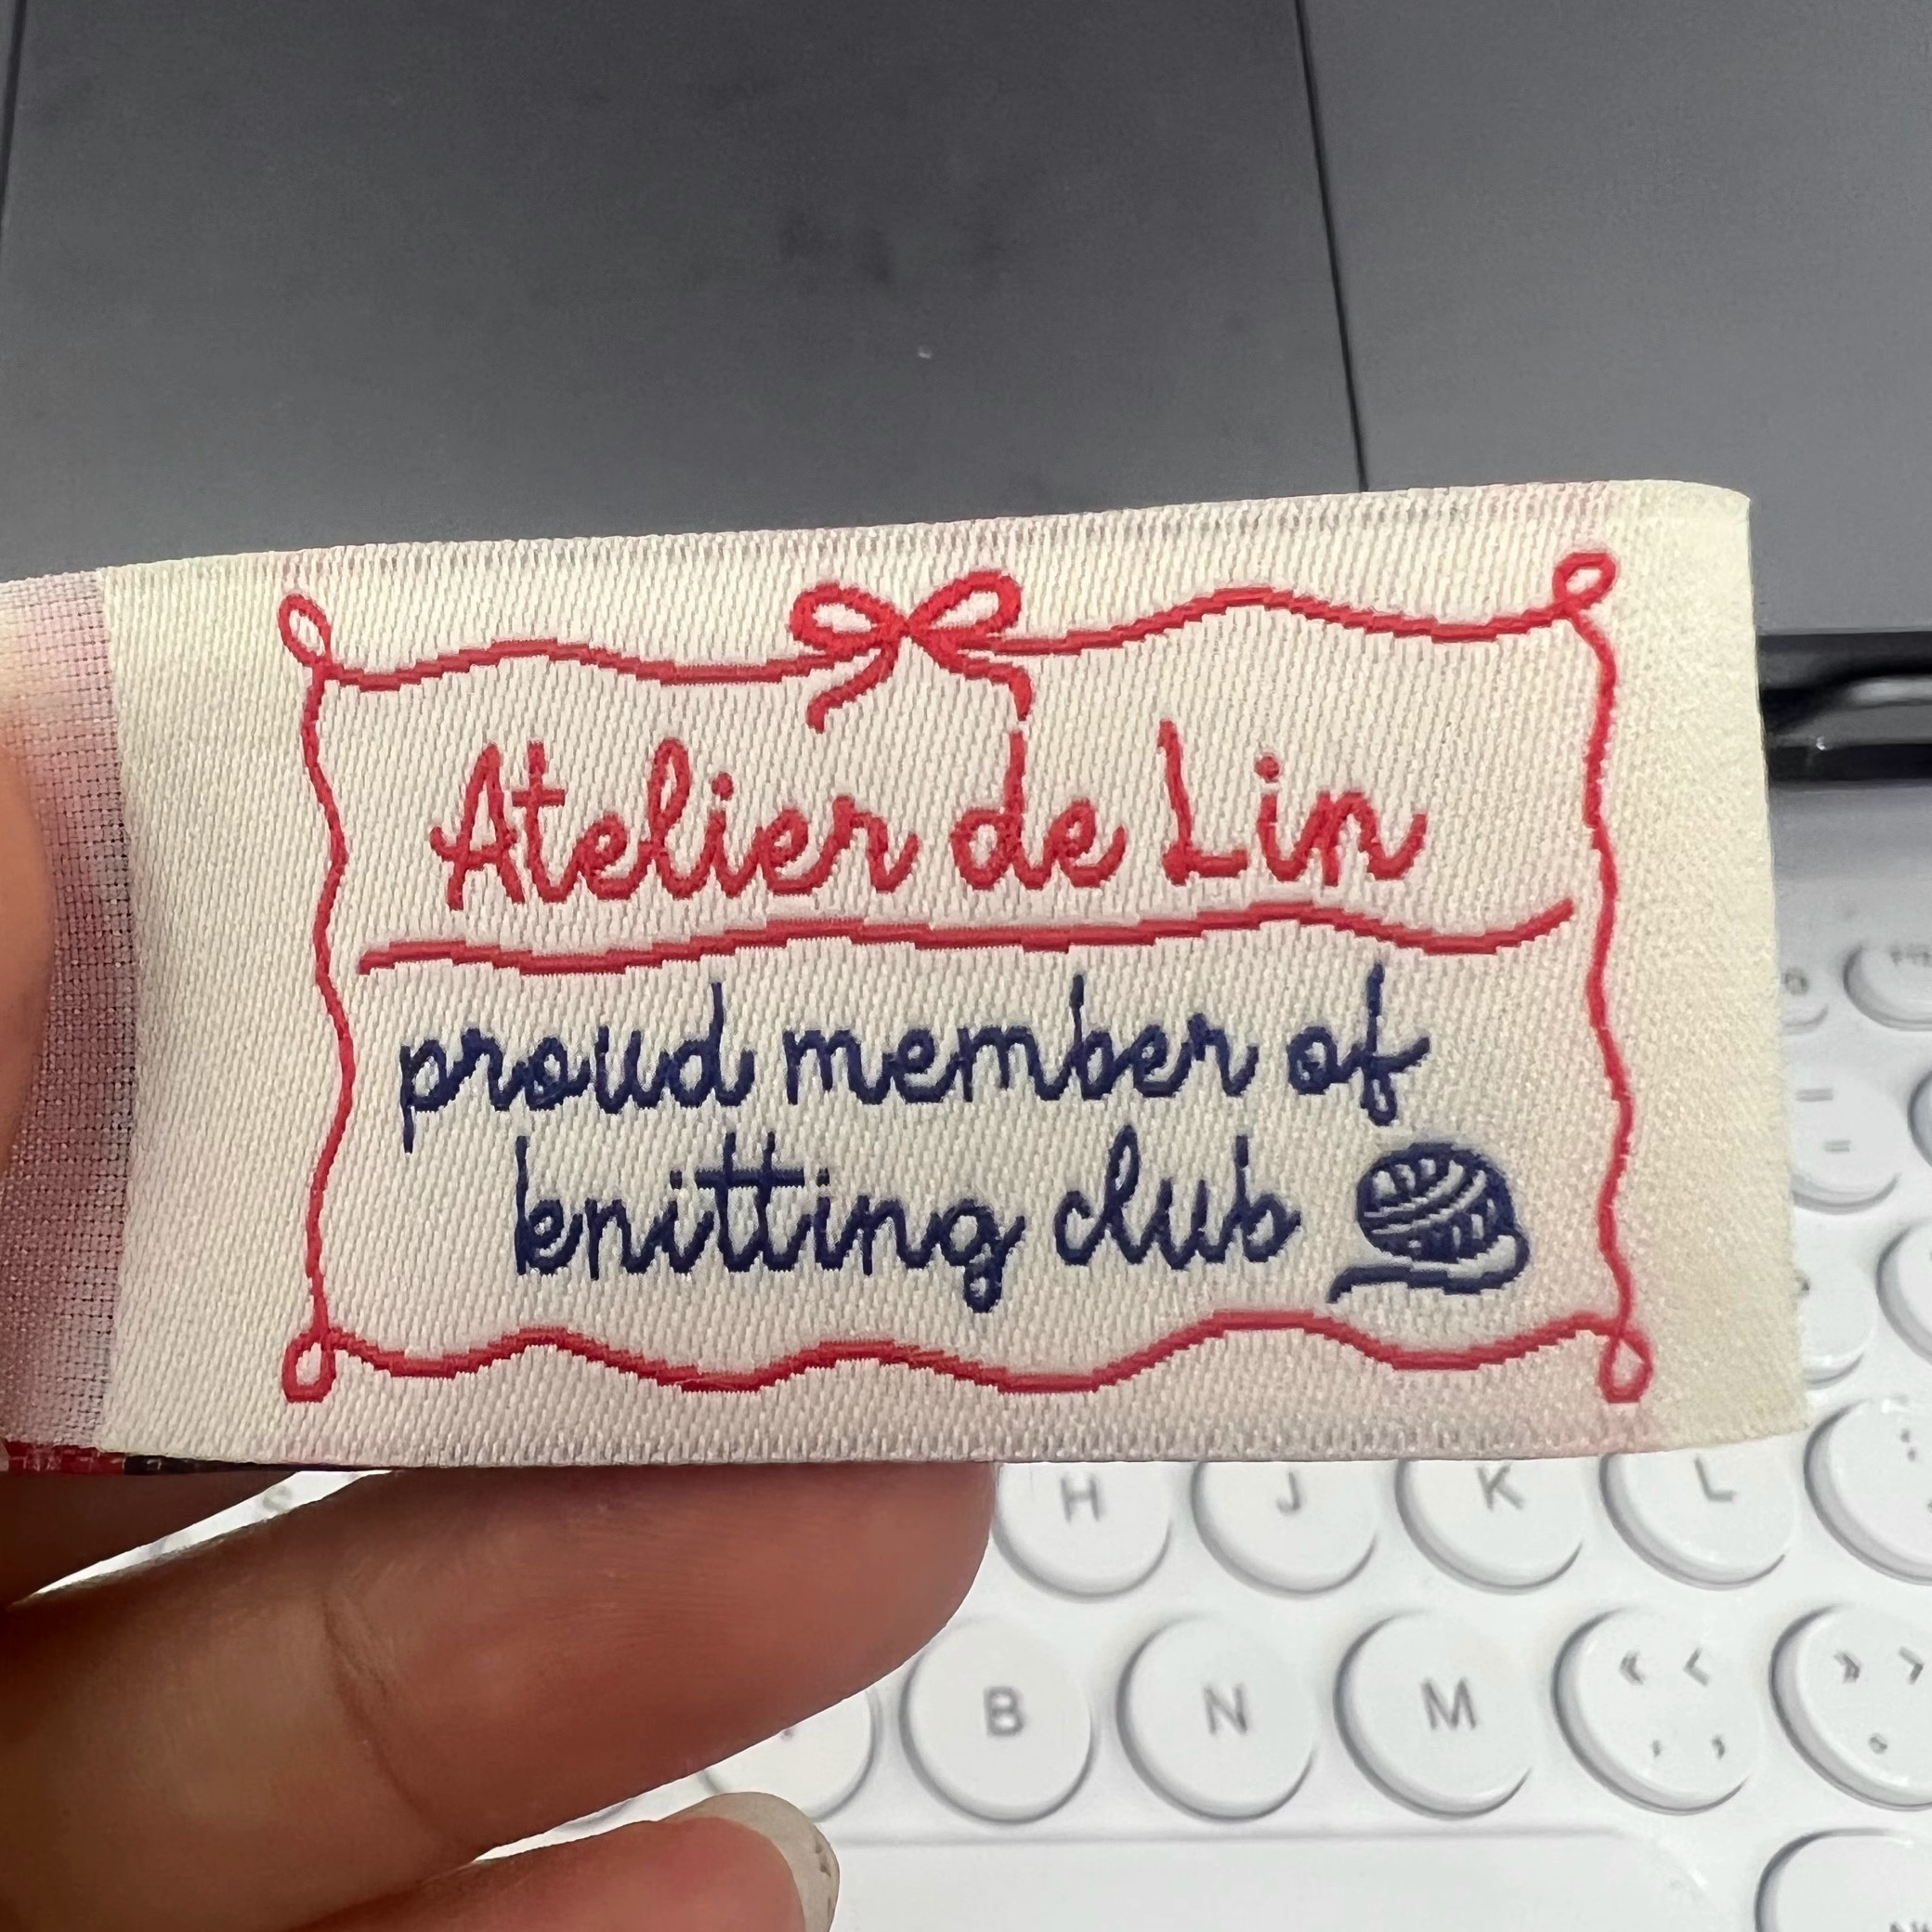 Atelier de Lin
proud member of
knitting club
H J K L
B N M